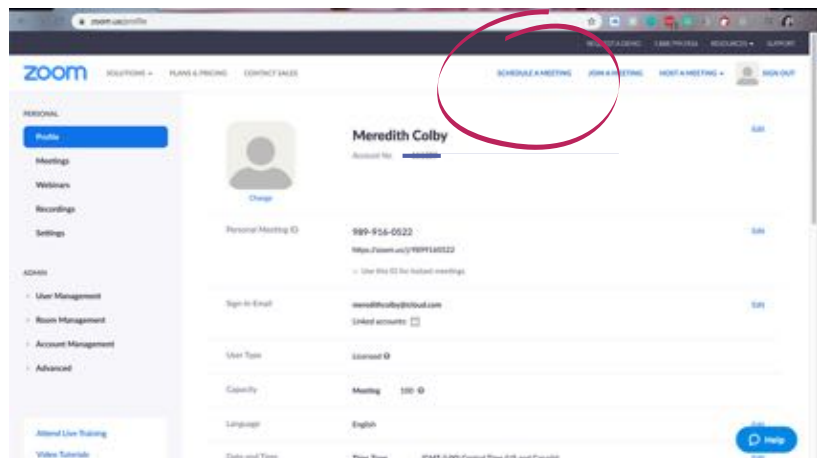 zoom.us/profile
REQUEST A DEMO 1.888.799.9666 RESOURCES SUPPORT
zoom SOLUTIONS PLANS & PRICING CONTACT SALES SCHEDULE A MEETING JOIN A MEETING HOST A MEETING SIGN OUT
PERSONAL
Profile
Meetings
Webinars
Recordings
Settings
ADMIN
User Management
Room Management
Account Management
Advanced
Attend Live Training
Video Tutorials
Change
Meredith Colby
Edit
Account No.
Personal Meeting ID
989-916-0522
Edit
https://zoom.us/j/9899160522
Use this ID for instant meetings
Sign-In Email
meredithcolby@icloud.com
Edit
Linked accounts:
User Type
Licensed
Capacity
Meeting 100
Language
English
Edit
Date and Time
Time Zone
Help